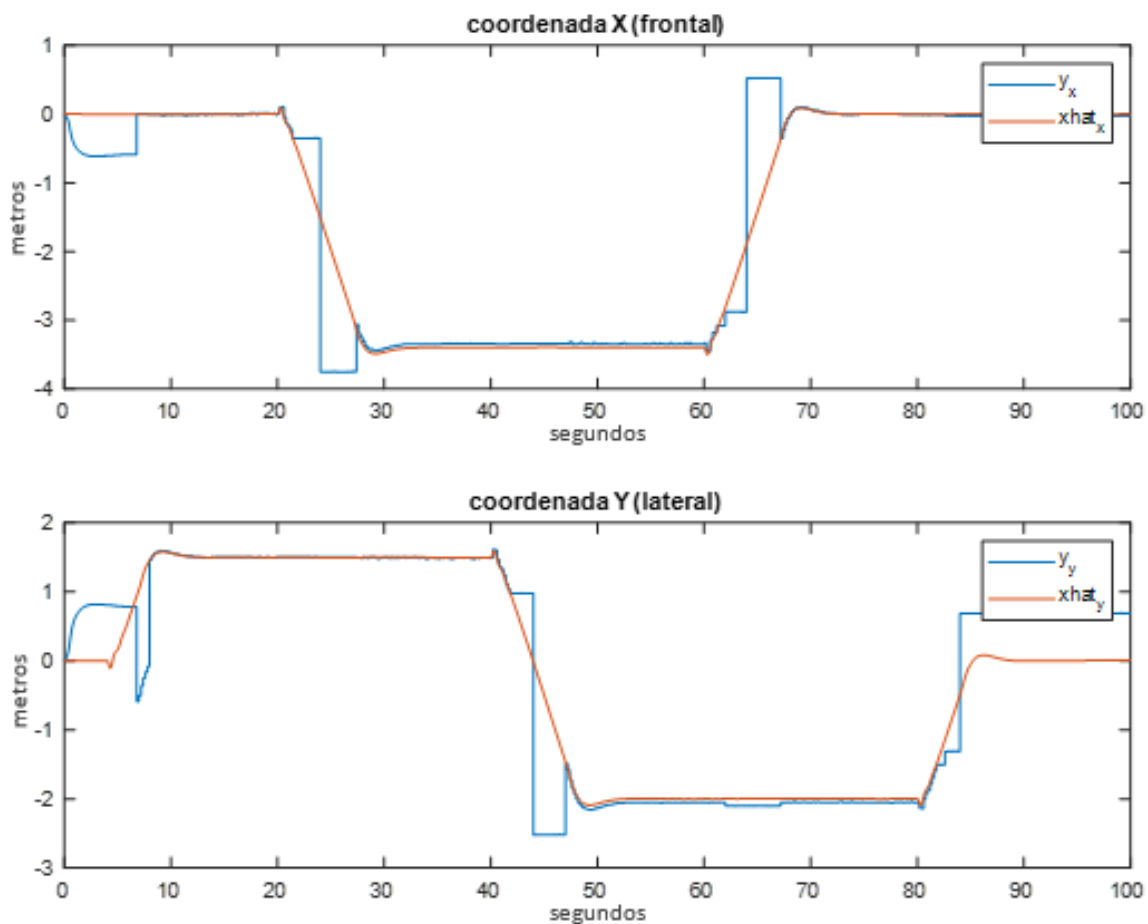 coordenada X (frontal)
1
0
-1
-2
-3
-4
metros
y_x
xhat_x
0 10 20 30 40 50 60 70 80 90 100
segundos
coordenada Y (lateral)
2
1
0
-1
-2
-3
metros
y_y
xhat_y
0 10 20 30 40 50 60 70 80 90 100
segundos